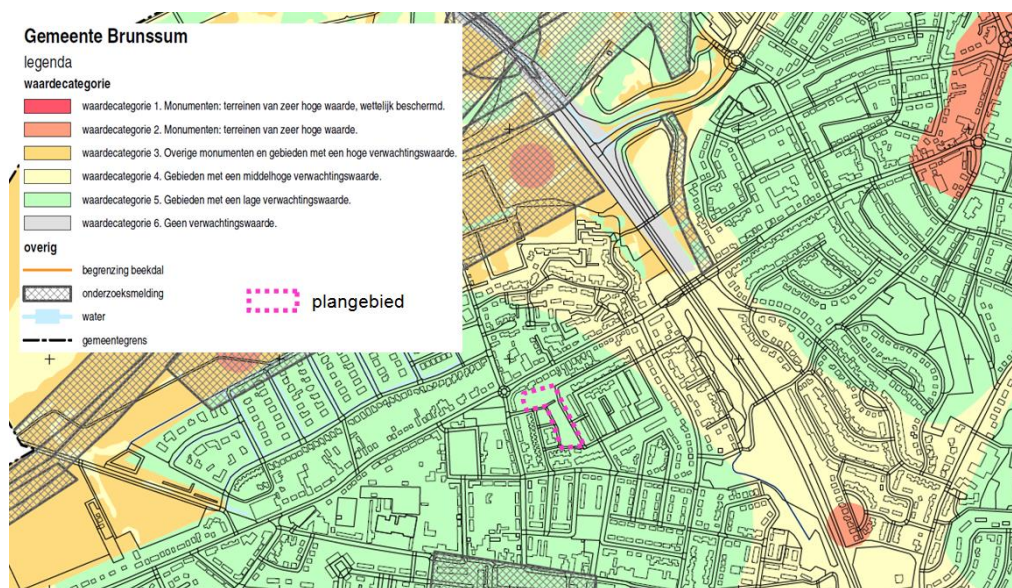 Gemeente Brunssum
legenda
waardecategorie
waardecategorie 1. Monumenten: terreinen van zeer hoge waarde, wettelijk beschermd.
waardecategorie 2. Monumenten: terreinen van zeer hoge waarde.
waardecategorie 3. Overige monumenten en gebieden met een hoge verwachtingswaarde.
waardecategorie 4. Gebieden met een middelhoge verwachtingswaarde.
waardecategorie 5. Gebieden met een lage verwachtingswaarde.
waardecategorie 6. Geen verwachtingswaarde.
overig
begrenzing beekdal
onderzoeksmelding
water
gemeentegrens
plangebied